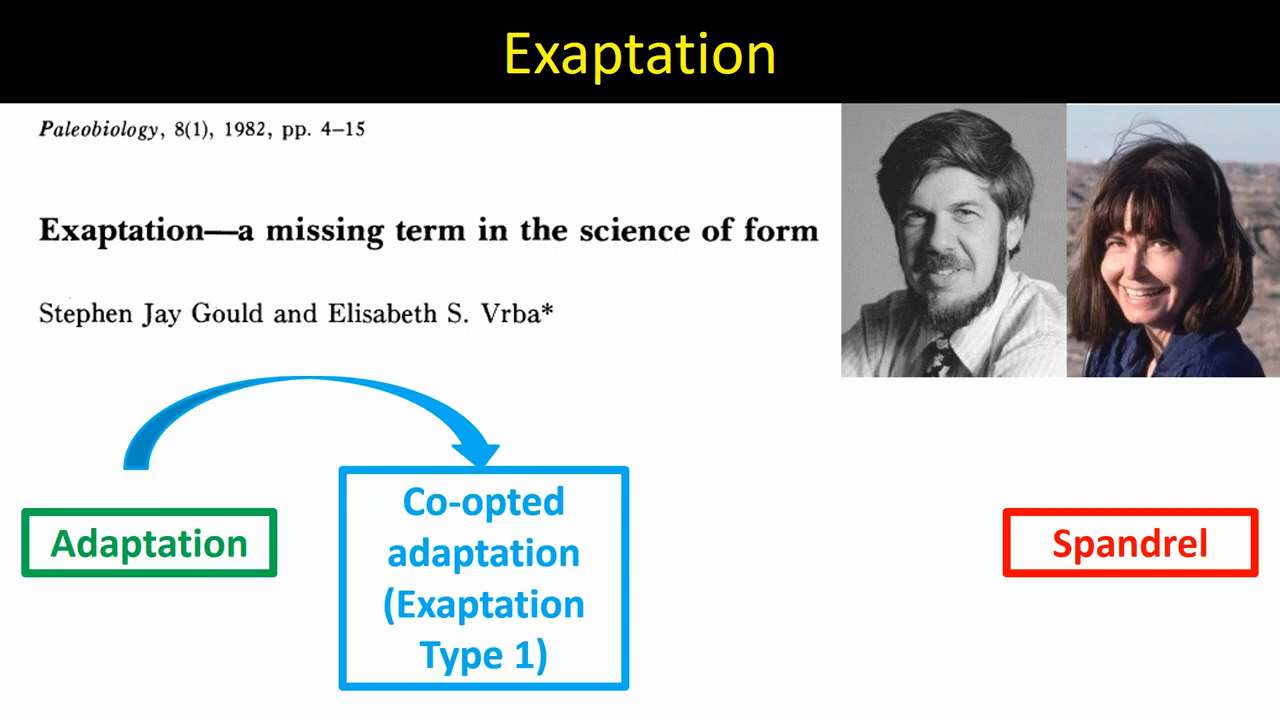 Exaptation
Paleobiology, 8(1), 1982, pp. 4–15
Exaptation—a missing term in the science of form
Stephen Jay Gould and Elisabeth S. Vrba*
Adaptation
Co-opted
adaptation
(Exaptation
Type 1)
Spandrel